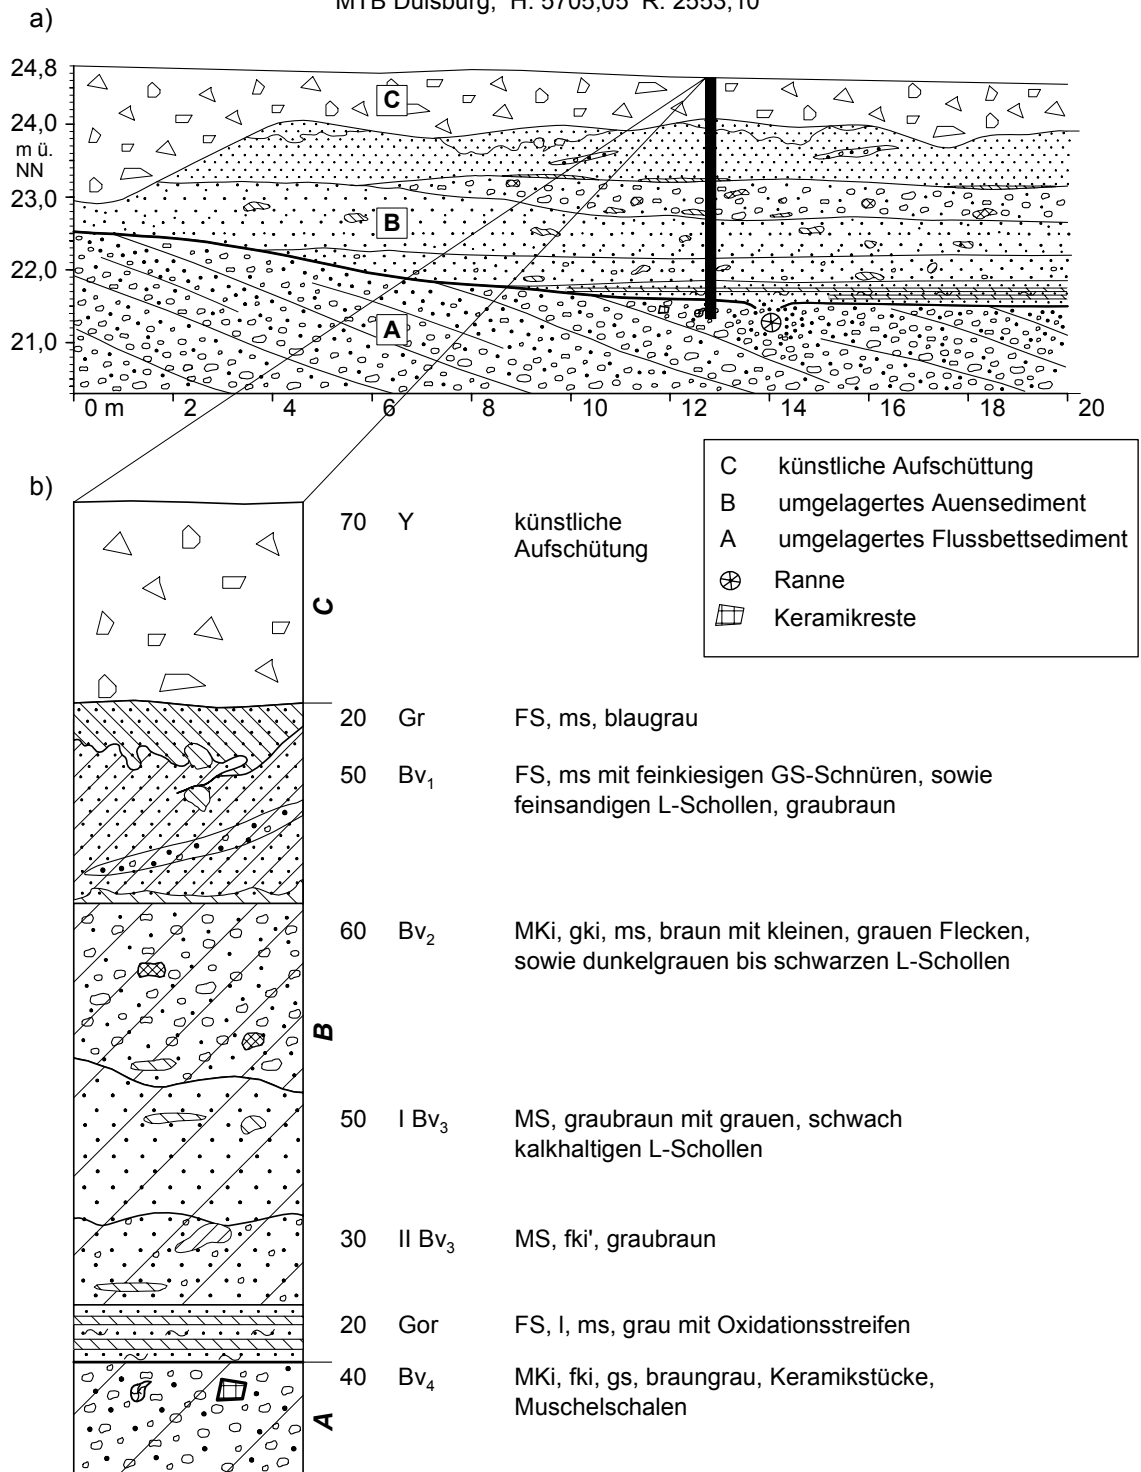 MTB Duisburg, H: 5705,05 R: 2553,10
a)
24,8
24,0
m ü.
NN
23,0
22,0
21,0
C
B
A
0 m 2 4 6 8 10 12 14 16 18 20
C künstliche Aufschüttung
B umgelagertes Auensediment
A umgelagertes Flussbettsediment
Ranne
Keramikreste
b)
70 Y künstliche
Aufschütung
C
20 Gr FS, ms, blaugrau
50 Bv1 FS, ms mit feinkiesigen GS-Schnüren, sowie
feinsandigen L-Schollen, graubraun
60 Bv2 MKi, gki, ms, braun mit kleinen, grauen Flecken,
sowie dunkelgrauen bis schwarzen L-Schollen
B
50 I Bv3 MS, graubraun mit grauen, schwach
kalkhaltigen L-Schollen
30 II Bv3 MS, fki', graubraun
20 Gor FS, l, ms, grau mit Oxidationsstreifen
40 Bv4 MKi, fki, gs, braungrau, Keramikstücke,
Muschelschalen
A